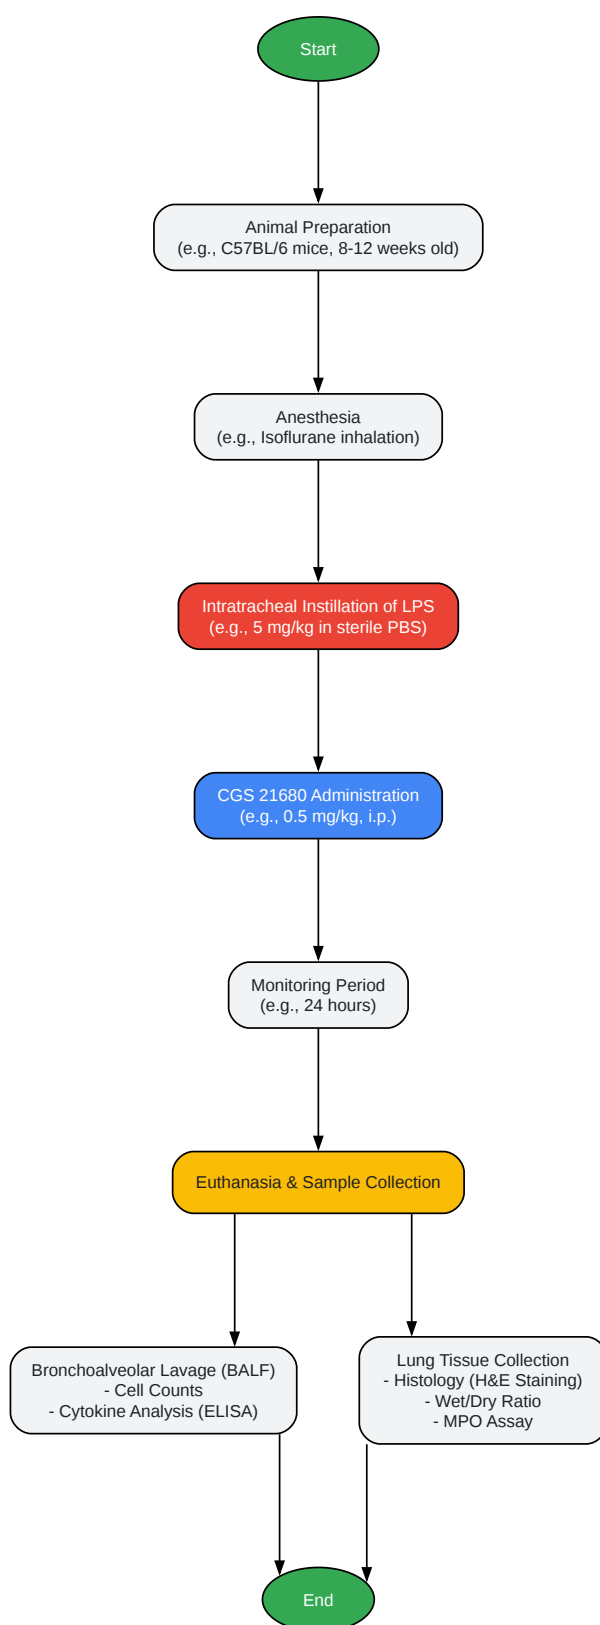 Start
Animal Preparation
(e.g., C57BL/6 mice, 8-12 weeks old)
Anesthesia
(e.g., Isoflurane inhalation)
Intratracheal Instillation of LPS
(e.g., 5 mg/kg in sterile PBS)
CGS 21680 Administration
(e.g., 0.5 mg/kg, i.p.)
Monitoring Period
(e.g., 24 hours)
Euthanasia & Sample Collection
Bronchoalveolar Lavage (BALF)
- Cell Counts
- Cytokine Analysis (ELISA)
Lung Tissue Collection
- Histology (H&E Staining)
- Wet/Dry Ratio
- MPO Assay
End